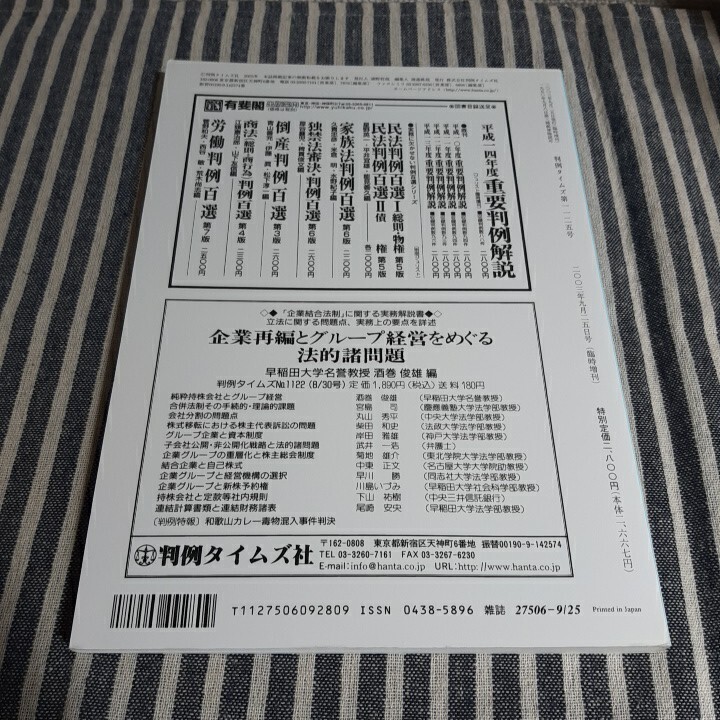 判例タイムズ第一一二五号
二〇〇三年九月二五日号(臨時増刊)
特別定価二、八〇〇円(本体二、六六七円)
有斐閣
http://www.yuhikaku.co.jp/
平成一四年度 重要判例解説
民法判例百選Ⅰ 総則・物権 第5版
民法判例百選Ⅱ 債権 第5版
家族法判例百選 第6版 二二〇〇円
独禁法審決・判例百選 第6版 二六〇〇円
倒産判例百選 第3版
商法(総則・商行為)判例百選 第4版 二三〇〇円
労働判例百選 第7版 二五〇〇円
◇◆「企業結合法制」に関する実務解説書◆◇
立法に関する問題点、実務上の要点を詳述
企業再編とグループ経営をめぐる
法的諸問題
早稲田大学名誉教授 酒巻 俊雄 編
判例タイムズNo.1122(8/30号)定 価 1,890円(税込)送 料 180円
純粋持株会社とグループ経営 酒巻 俊雄 (早稲田大学名誉教授)
合併法制その手続的・理論的課題 宮島 司 (慶應義塾大学法学部教授)
会社分割の問題点 丸山 秀平 (中央大学法学部教授)
株式移転における株主代表訴訟の問題 柴田 和史 (法政大学法学部教授)
グループ企業と資本制度 岸田 雅雄 (神戸大学法学部教授)
子会社公開・非公開化戦略と法的諸問題 武井 一浩 (弁護士)
企業グループの重層化と株主総会制度 菊地 雄介 (東北学院大学法学部教授)
結合企業と自己株式 中東 正文 (名古屋大学大学院助教授)
企業グループと経営機構の選択 早川 勝 (同志社大学法学部教授)
企業グループと新株予約権 川島いづみ (早稲田大学社会科学部教授)
持株会社と定款等社内規則 下山 祐樹 (中央三井信託銀行)
連結計算書類と連結財務諸表 尾崎 安央 (早稲田大学法学部教授)
〔判例特報〕和歌山カレー毒物混入事件判決
判例タイムズ社
〒162-0808 東京都新宿区天神町6番地 振替00190-9-142574
TEL 03-3260-7161 FAX 03-3267-6230
E-mail:info@hanta.co.jp URL:http://www.hanta.co.jp
T1127506092809 ISSN 0438-5896 雑誌 27506-9/25 Printed in Japan